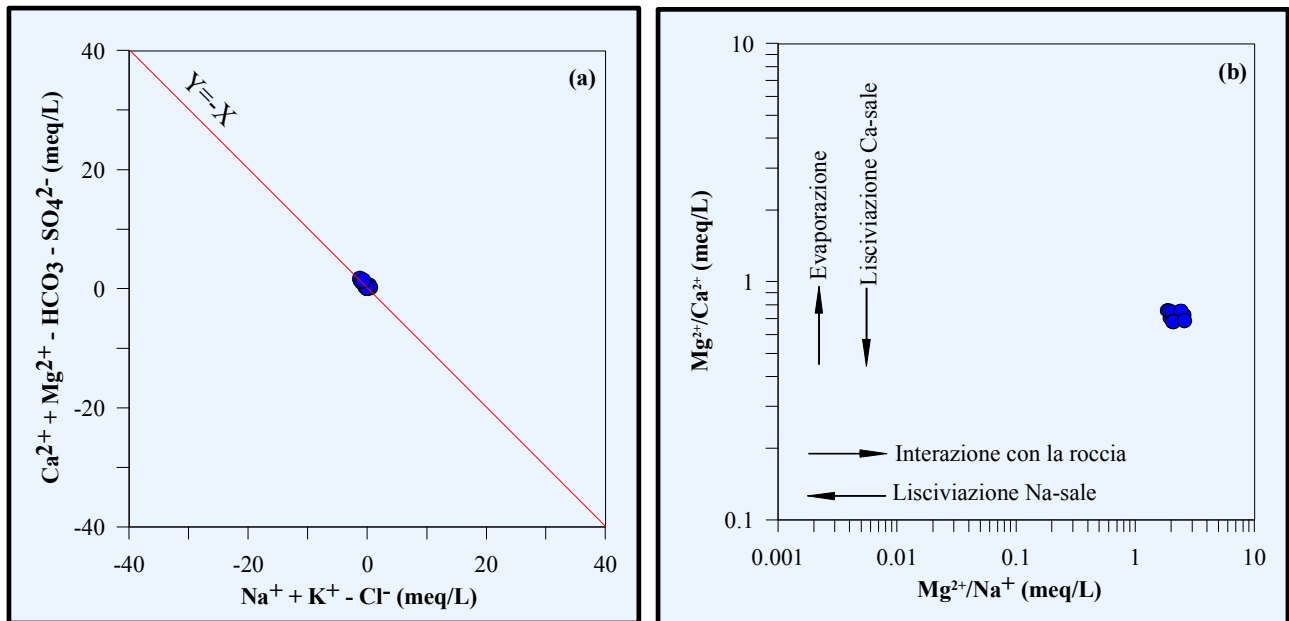 (a)
Y=-X
40
20
0
-20
-40
-40
-20
0
20
40
Ca²⁺ + Mg²⁺ - HCO₃ - SO₄²⁻ (meq/L)
Na⁺ + K⁺ - Cl⁻ (meq/L)
(b)
10
1
0.1
0.001
0.01
0.1
1
10
Mg²⁺/Ca²⁺ (meq/L)
Mg²⁺/Na⁺ (meq/L)
Evaporazione
Lisciviazione Ca-sale
Interazione con la roccia
Lisciviazione Na-sale